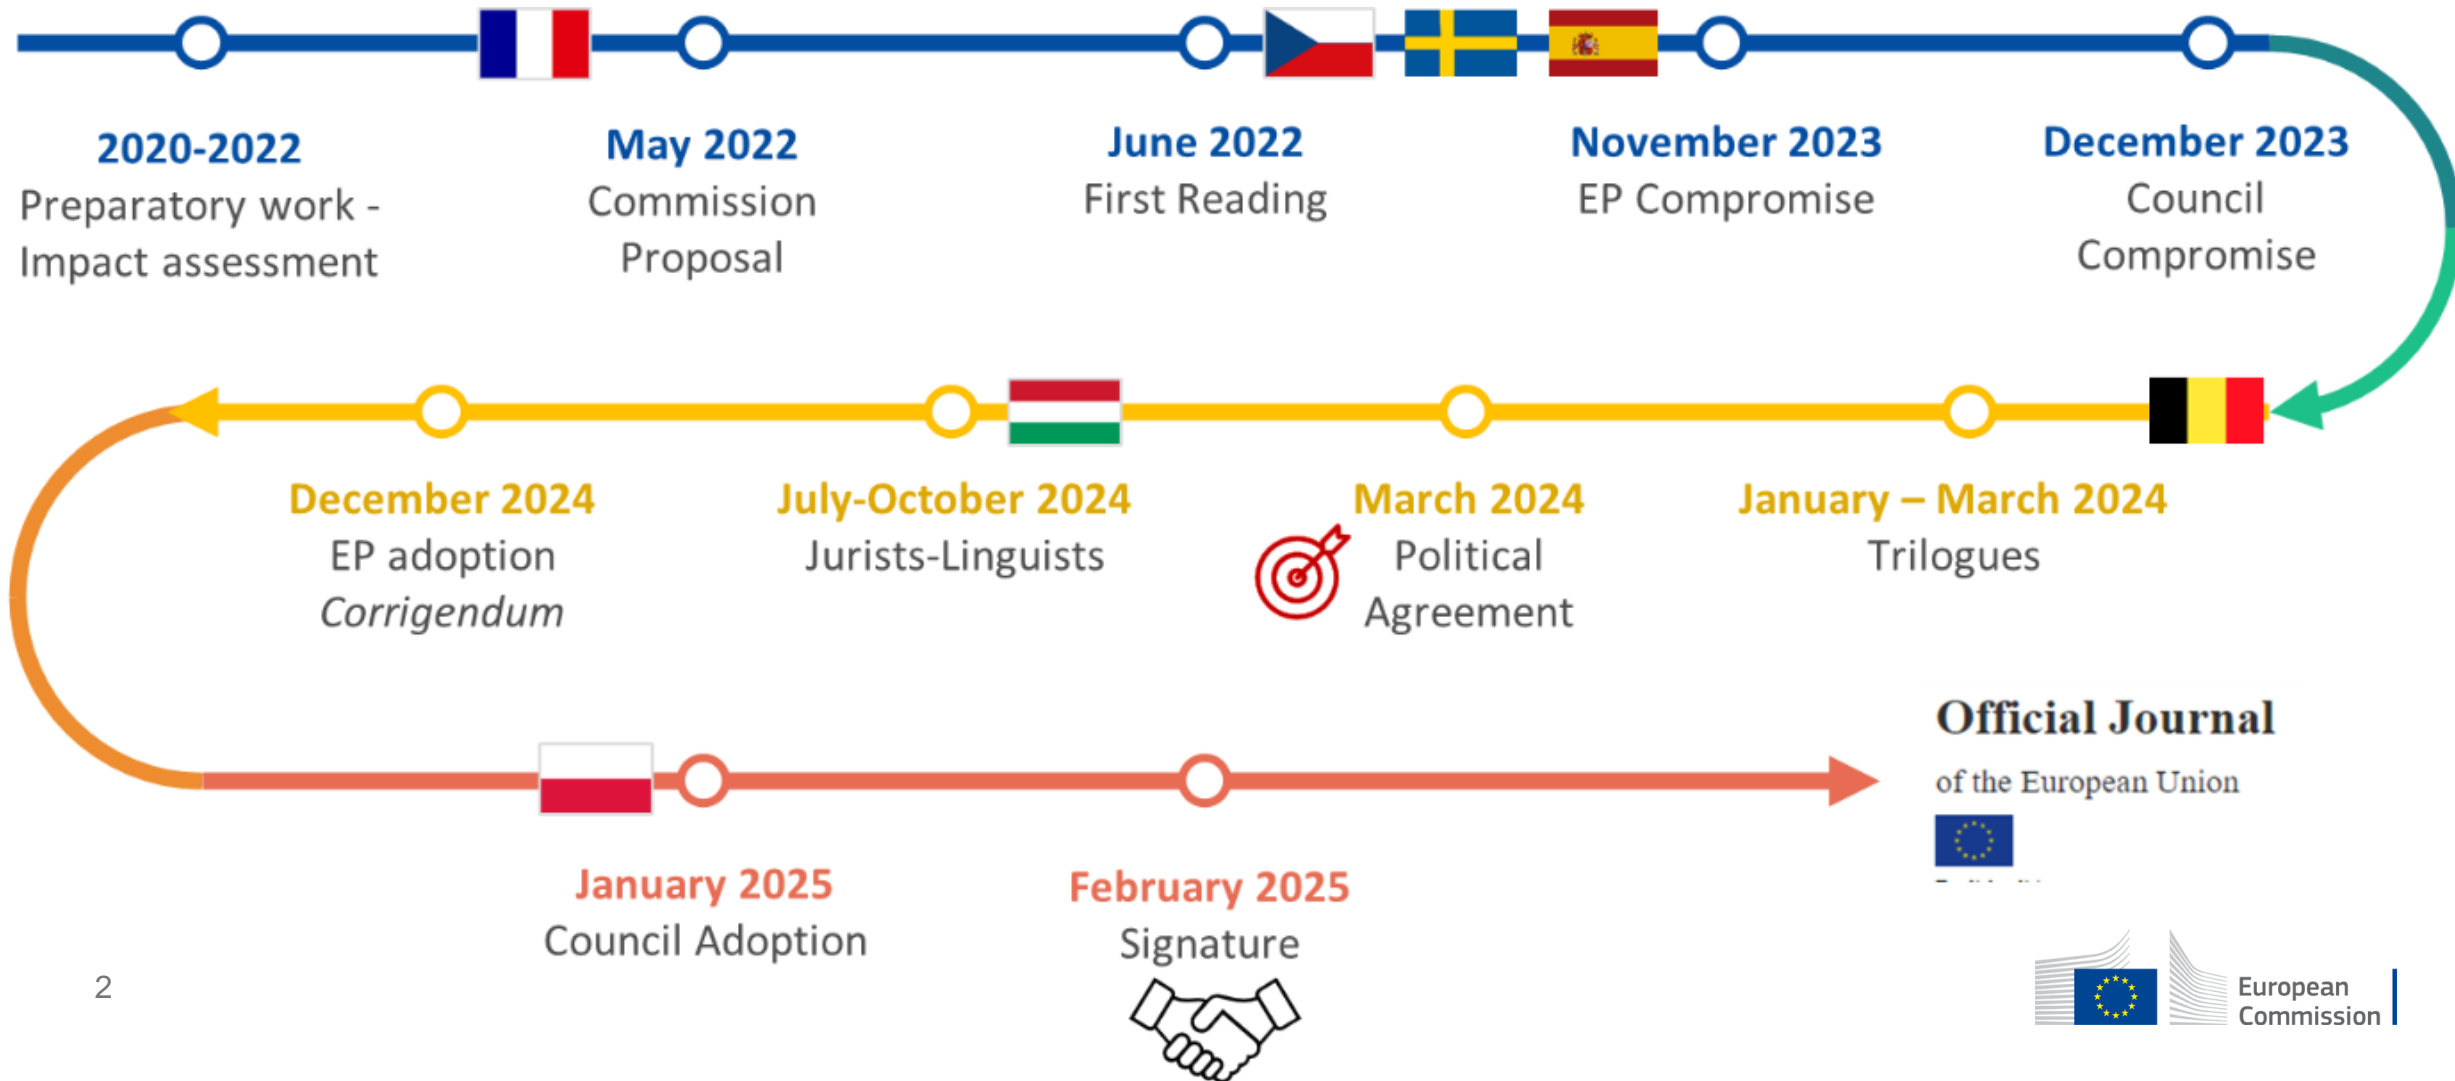 2020-2022
Preparatory work -
Impact assessment
May 2022
Commission
Proposal
June 2022
First Reading
November 2023
EP Compromise
December 2023
Council
Compromise
December 2024
EP adoption
Corrigendum
July-October 2024
Jurists-Linguists
March 2024
Political
Agreement
January – March 2024
Trilogues
Official Journal
of the European Union
January 2025
Council Adoption
February 2025
Signature
2
European
Commission